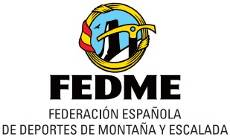 FEDME
FEDERACIÓN ESPAÑOLA
DE DEPORTES DE MONTAÑA Y ESCALADA